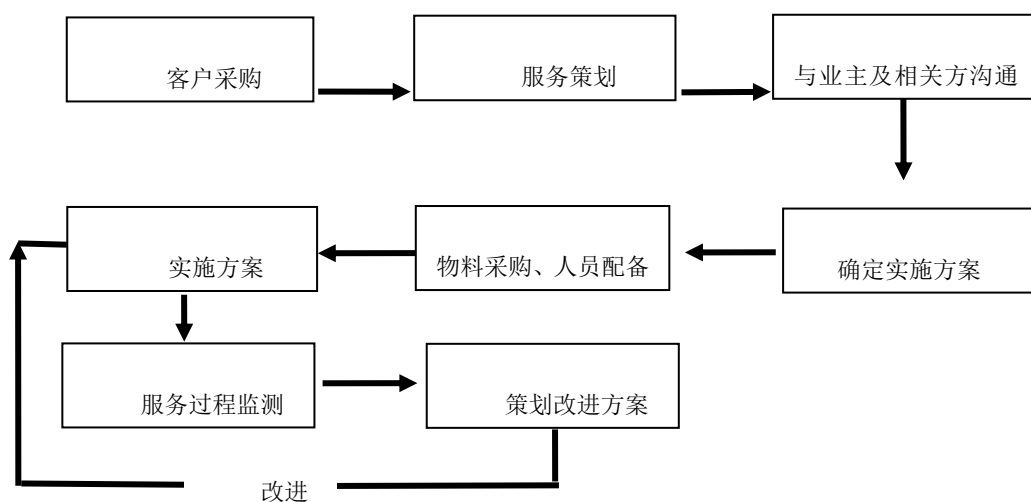 客户采购
服务策划
与业主及相关方沟通
实施方案
物料采购、人员配备
确定实施方案
服务过程监测
策划改进方案
改进